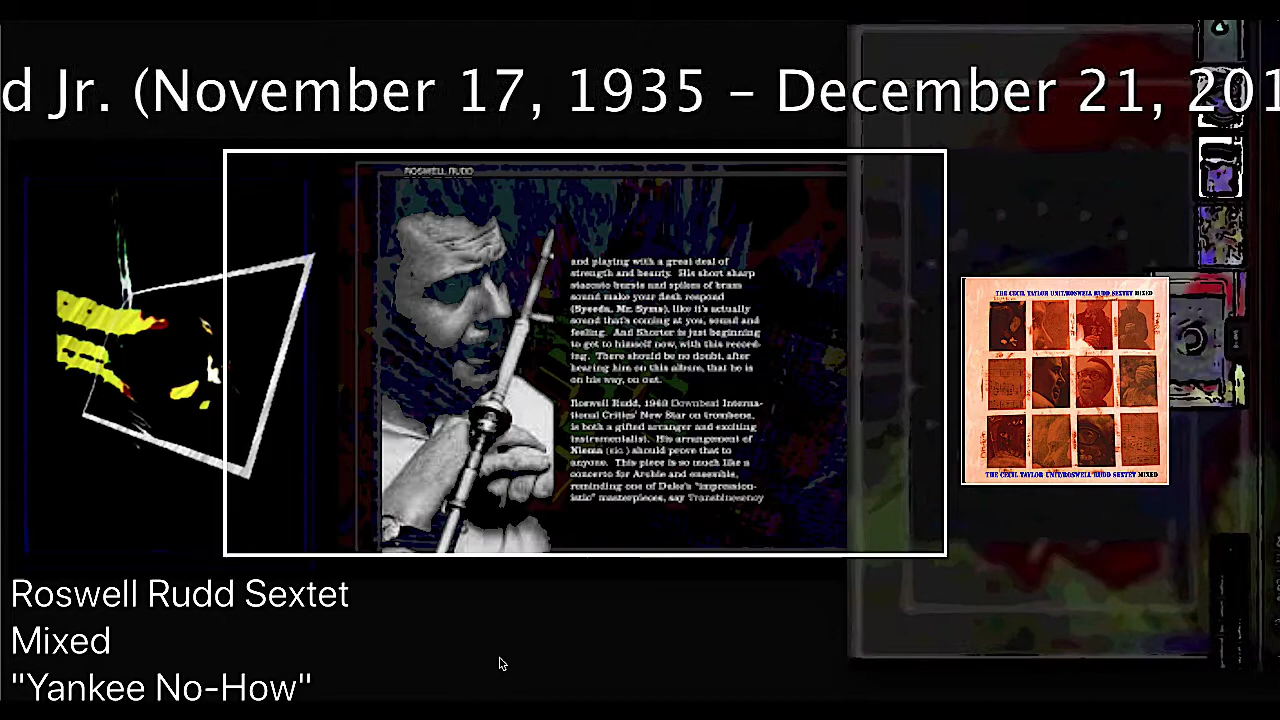 d Jr. (November 17, 1935 – December 21, 201
ROSWELL RUDD
and playing with a great deal of
strength and beauty. His short sharp
staccato bursts and spikes of brass
sound make your flesh respond
(Syeeda, Mr. Syms), like it's actually
sound that's coming at you, sound and
feeling. And Shorter is just beginning
to get to himself now, with this record-
ing. There should be no doubt, after
hearing him on this album, that he is
on his way, on out.
Roswell Rudd, 1963 Downbeat Interna-
tional Critics' New Star on trombone,
is both a gifted arranger and exciting
instrumentalist. His arrangement of
Niema (sic.) should prove that to
anyone. This piece is so much like a
concerto for Archie and ensemble,
reminding one of Duke's "impression-
istic" masterpieces, say
THE CECIL TAYLOR UNIT/ROSWELL RUDD SEXTET MIXED
THE CECIL TAYLOR UNIT/ROSWELL RUDD SEXTET MIXED
Roswell Rudd Sextet
Mixed
"Yankee No-How"